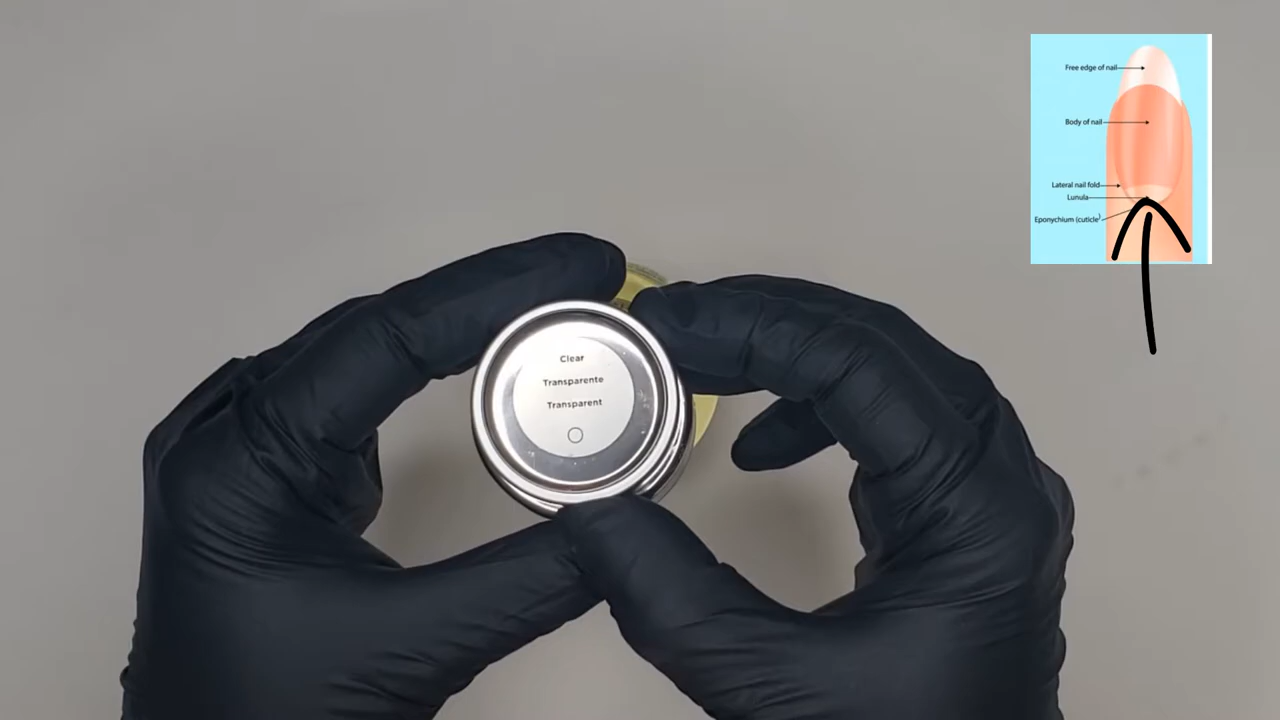 Clear
Transparente
Transparent
Free edge of nail
Body of nail
Lateral nail fold
Lunula
Eponychium (cuticle)